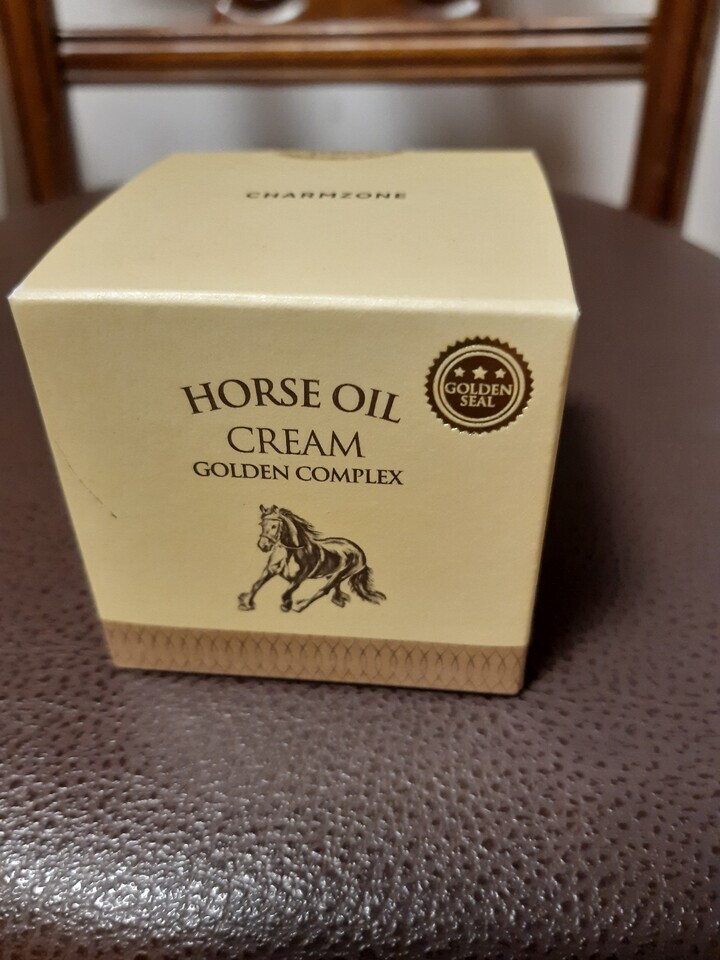 CHARMZONE
HORSE OIL
CREAM
GOLDEN COMPLEX
GOLDEN
SEAL